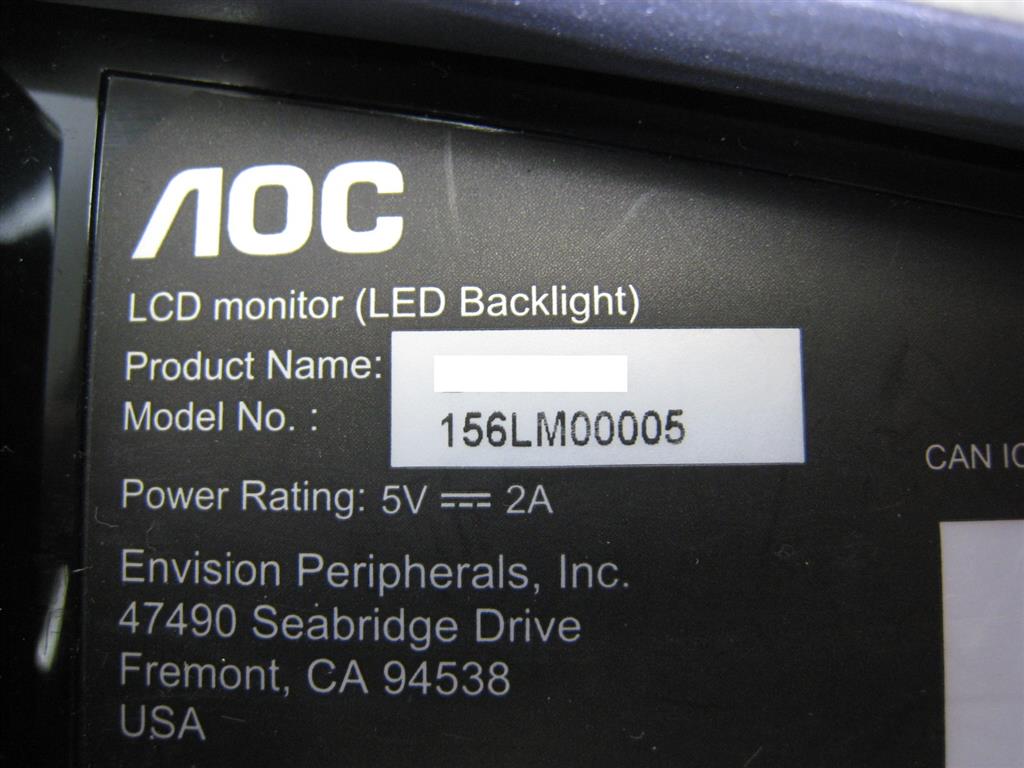 AOC
LCD monitor (LED Backlight)
Product Name:
Model No. : 156LM00005
Power Rating: 5V ⎓ 2A
Envision Peripherals, Inc.
47490 Seabridge Drive
Fremont, CA 94538
USA
CAN